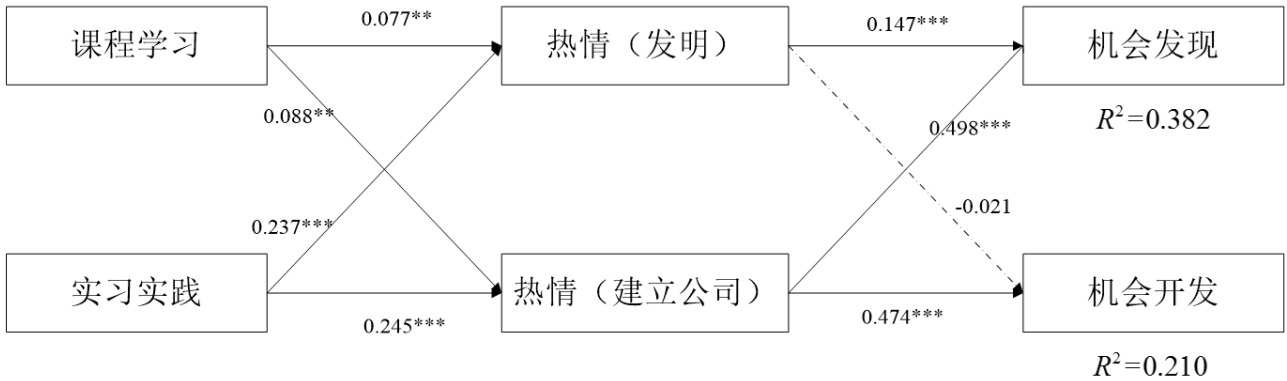 0.077**
0.147***
课程学习
热情（发明）
机会发现
0.088**
0.498***
R²=0.382
0.237***
-0.021
实习实践
热情（建立公司）
机会开发
0.245***
0.474***
R²=0.210